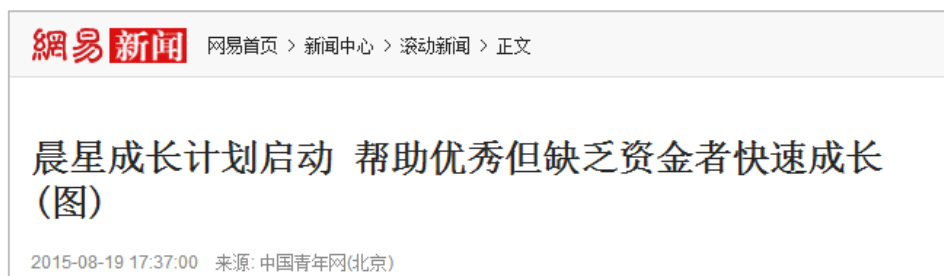 網易新闻 网易首页 > 新闻中心 > 滚动新闻 > 正文
晨星成长计划启动 帮助优秀但缺乏资金者快速成长
(图)
2015-08-19 17:37:00 来源: 中国青年网(北京)